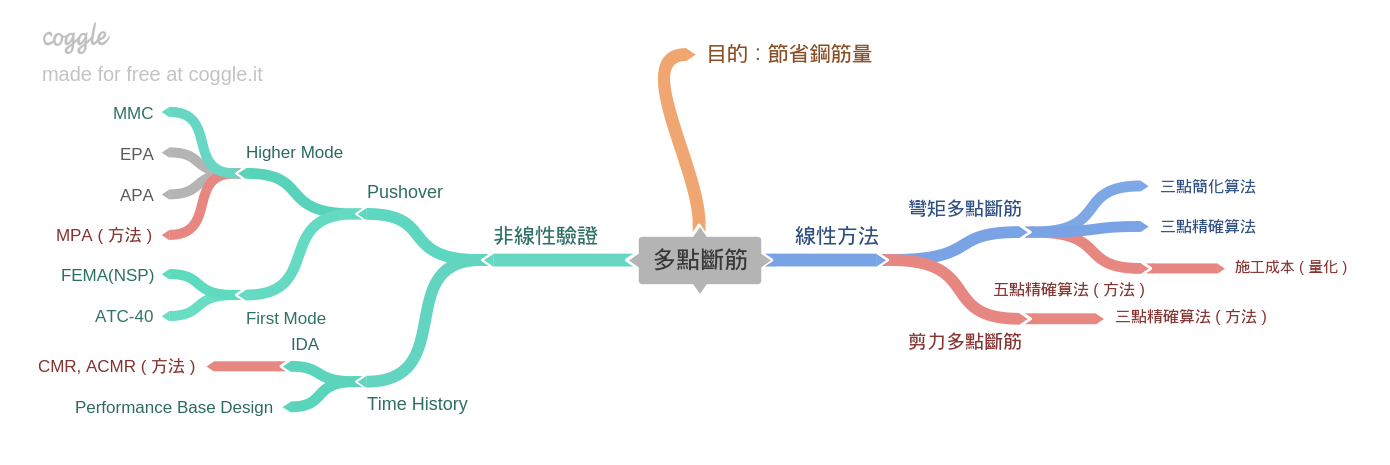 coggle
made for free at coggle.it
目的：節省鋼筋量
多點斷筋
非線性驗證
Pushover
Higher Mode
MMC
EPA
APA
MPA ( 方法 )
First Mode
FEMA(NSP)
ATC-40
Time History
IDA
CMR, ACMR ( 方法 )
Performance Base Design
線性方法
彎矩多點斷筋
三點簡化算法
三點精確算法
五點精確算法 ( 方法 )
施工成本 ( 量化 )
剪力多點斷筋
三點精確算法 ( 方法 )